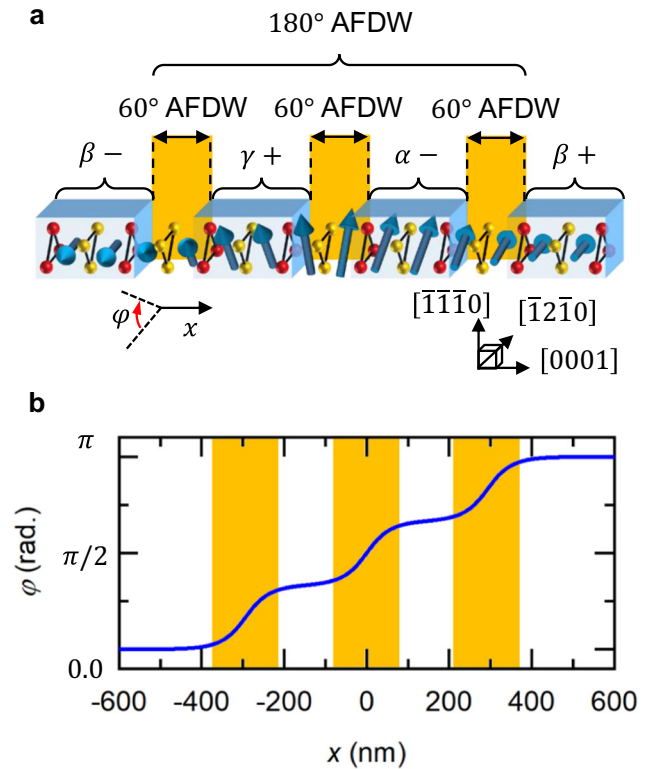 a
180° AFDW
60° AFDW 60° AFDW 60° AFDW
β − γ + α − β +
φ x
[1̅1̅1̅0] [1̅21̅0]
[0001]
b
π
π/2
0.0
φ (rad.)
-600 -400 -200 0 200 400 600
x (nm)